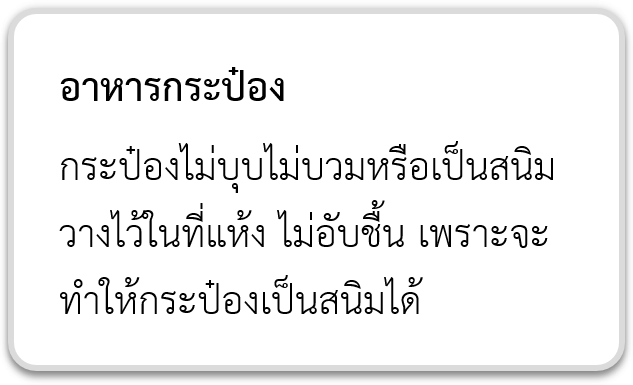 อาหารกระป๋อง
กระป๋องไม่บุบไม่บวมหรือเป็นสนิม
วางไว้ในที่แห้ง ไม่อับชื้น เพราะจะ
ทำให้กระป๋องเป็นสนิมได้